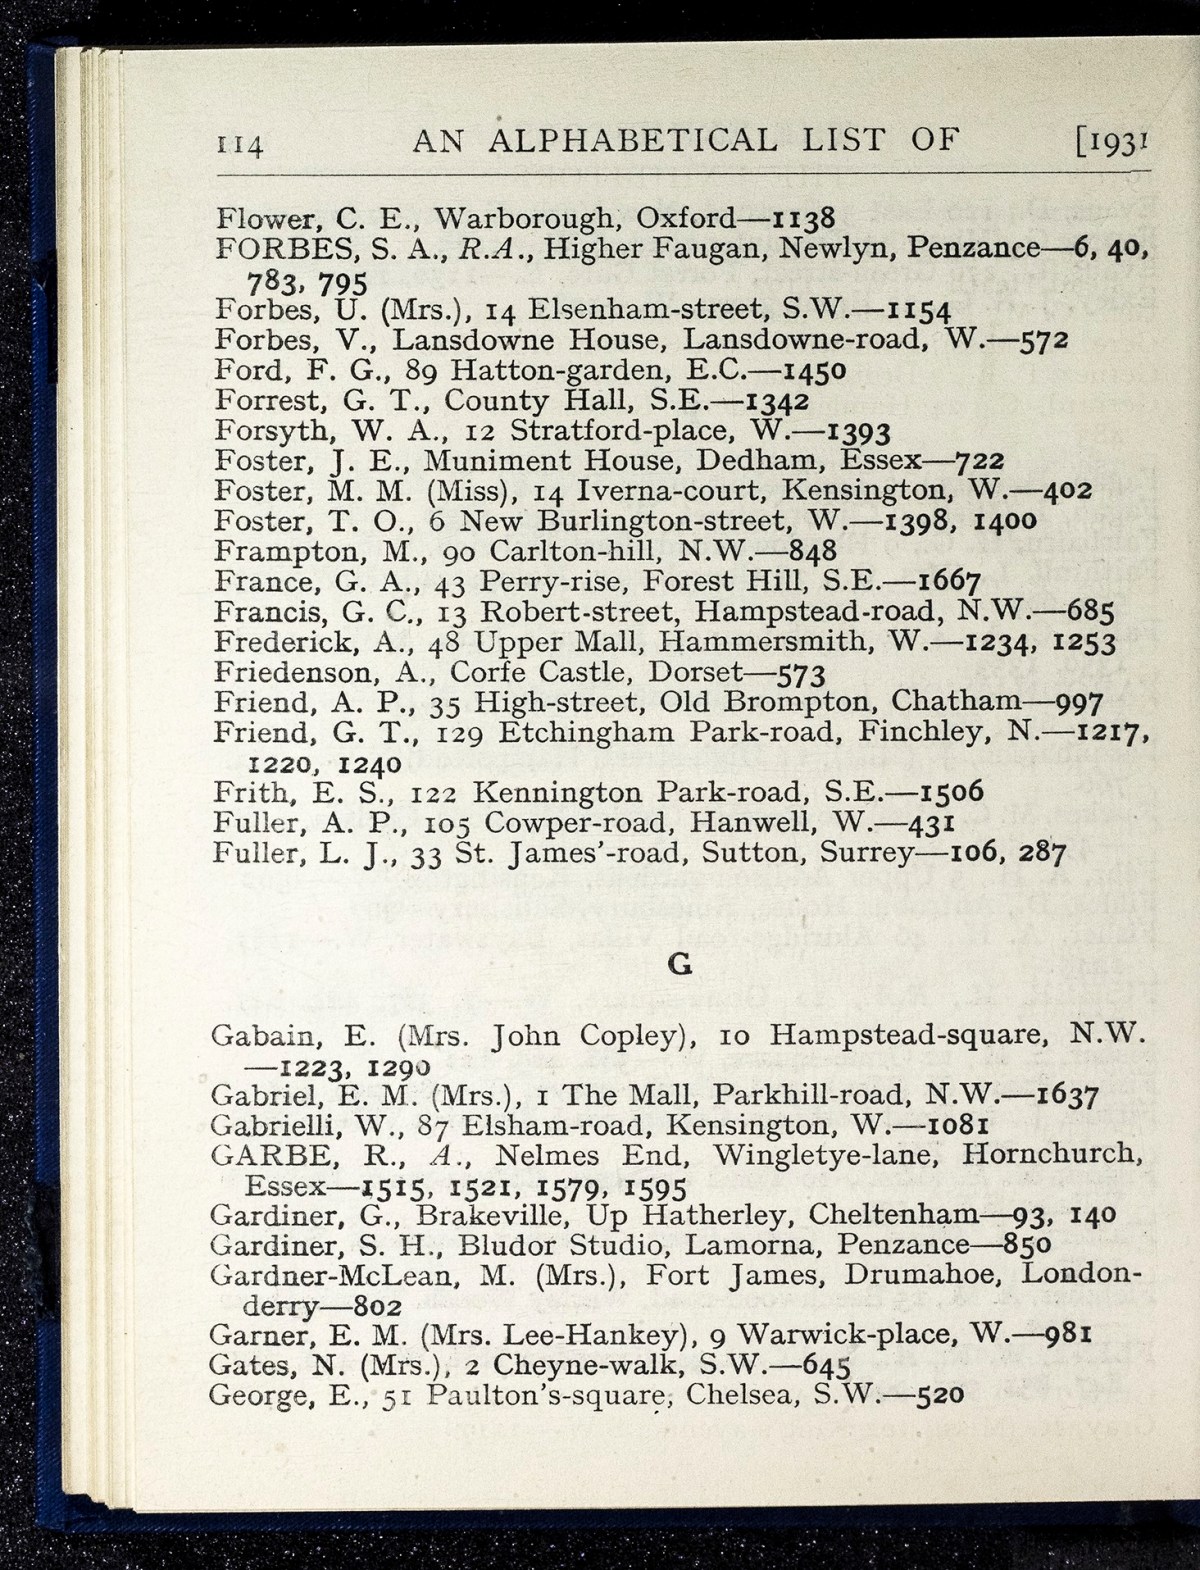 114 AN ALPHABETICAL LIST OF [1931
Flower, C. E., Warborough, Oxford—1138
FORBES, S. A., R.A., Higher Faugan, Newlyn, Penzance—6, 40,
783, 795
Forbes, U. (Mrs.), 14 Elsenham-street, S.W.—1154
Forbes, V., Lansdowne House, Lansdowne-road, W.—572
Ford, F. G., 89 Hatton-garden, E.C.—1450
Forrest, G. T., County Hall, S.E.—1342
Forsyth, W. A., 12 Stratford-place, W.—1393
Foster, J. E., Muniment House, Dedham, Essex—722
Foster, M. M. (Miss), 14 Iverna-court, Kensington, W.—402
Foster, T. O., 6 New Burlington-street, W.—1398, 1400
Frampton, M., 90 Carlton-hill, N.W.—848
France, G. A., 43 Perry-rise, Forest Hill, S.E.—1667
Francis, G. C., 13 Robert-street, Hampstead-road, N.W.—685
Frederick, A., 48 Upper Mall, Hammersmith, W.—1234, 1253
Friedenson, A., Corfe Castle, Dorset—573
Friend, A. P., 35 High-street, Old Brompton, Chatham—997
Friend, G. T., 129 Etchingham Park-road, Finchley, N.—1217,
1220, 1240
Frith, E. S., 122 Kennington Park-road, S.E.—1506
Fuller, A. P., 105 Cowper-road, Hanwell, W.—431
Fuller, L. J., 33 St. James'-road, Sutton, Surrey—106, 287
G
Gabain, E. (Mrs. John Copley), 10 Hampstead-square, N.W.
—1223, 1290
Gabriel, E. M. (Mrs.), 1 The Mall, Parkhill-road, N.W.—1637
Gabrielli, W., 87 Elsham-road, Kensington, W.—1081
GARBE, R., A., Nelmes End, Wingletye-lane, Hornchurch,
Essex—1515, 1521, 1579, 1595
Gardiner, G., Brakeville, Up Hatherley, Cheltenham—93, 140
Gardiner, S. H., Bludor Studio, Lamorna, Penzance—850
Gardner-McLean, M. (Mrs.), Fort James, Drumahoe, London-
derry—802
Garner, E. M. (Mrs. Lee-Hankey), 9 Warwick-place, W.—981
Gates, N. (Mrs.), 2 Cheyne-walk, S.W.—645
George, E., 51 Paulton's-square, Chelsea, S.W.—520